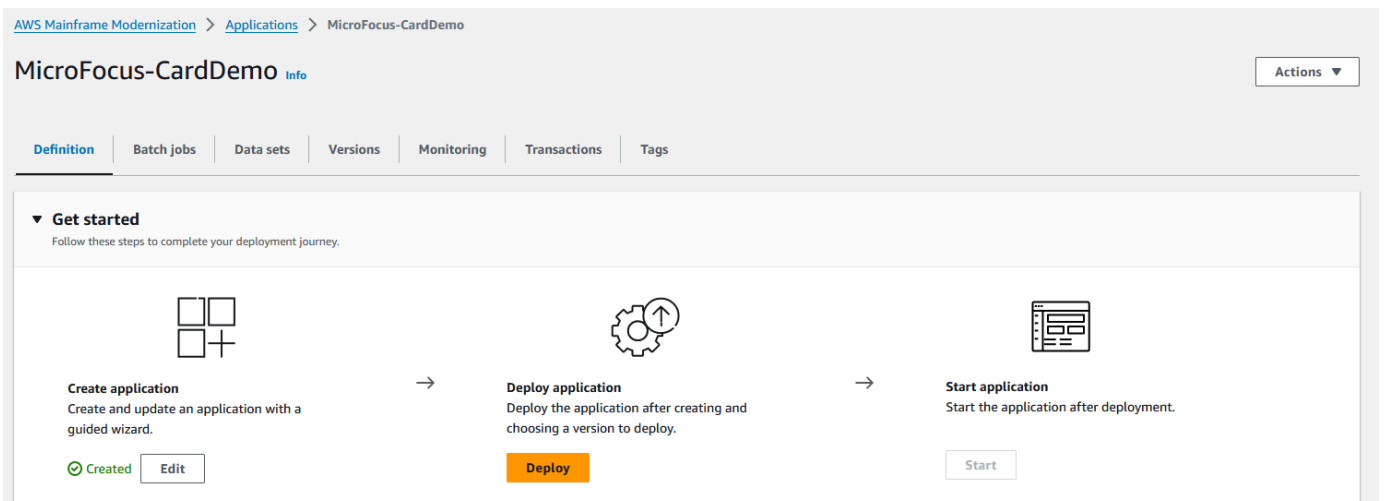 AWS Mainframe Modernization > Applications > MicroFocus-CardDemo
MicroFocus-CardDemo Info
Actions ▼
Definition Batch jobs Data sets Versions Monitoring Transactions Tags
▼ Get started
Follow these steps to complete your deployment journey.
Create application
Create and update an application with a
guided wizard.
Created Edit
→
Deploy application
Deploy the application after creating and
choosing a version to deploy.
Deploy
→
Start application
Start the application after deployment.
Start